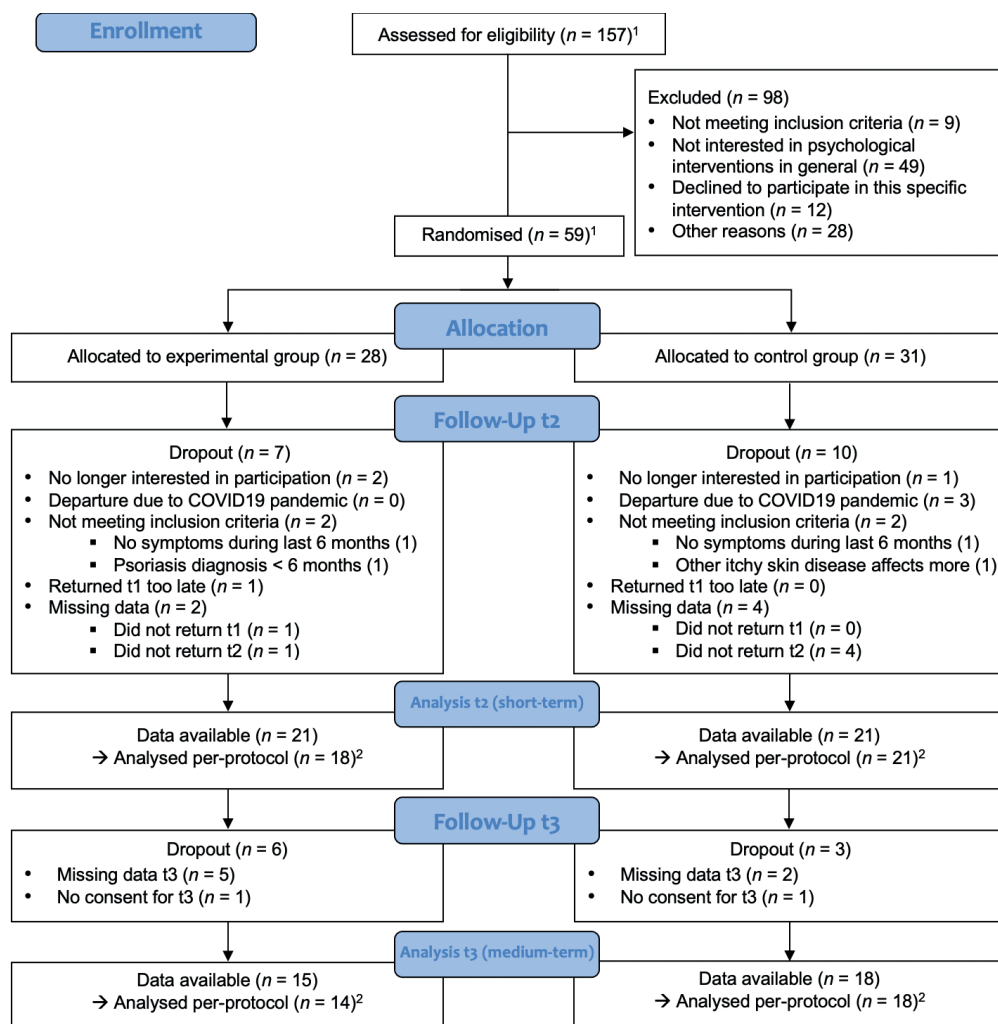 Enrollment
Assessed for eligibility (n = 157)1
Excluded (n = 98)
• Not meeting inclusion criteria (n = 9)
• Not interested in psychological
interventions in general (n = 49)
• Declined to participate in this specific
intervention (n = 12)
• Other reasons (n = 28)
Randomised (n = 59)1
Allocation
Allocated to experimental group (n = 28)
Allocated to control group (n = 31)
Follow-Up t2
Dropout (n = 7)
• No longer interested in participation (n = 2)
• Departure due to COVID19 pandemic (n = 0)
• Not meeting inclusion criteria (n = 2)
▪ No symptoms during last 6 months (1)
▪ Psoriasis diagnosis < 6 months (1)
• Returned t1 too late (n = 1)
• Missing data (n = 2)
▪ Did not return t1 (n = 1)
▪ Did not return t2 (n = 1)
Dropout (n = 10)
• No longer interested in participation (n = 1)
• Departure due to COVID19 pandemic (n = 3)
• Not meeting inclusion criteria (n = 2)
▪ No symptoms during last 6 months (1)
▪ Other itchy skin disease affects more (1)
• Returned t1 too late (n = 0)
• Missing data (n = 4)
▪ Did not return t1 (n = 0)
▪ Did not return t2 (n = 4)
Analysis t2 (short-term)
Data available (n = 21)
→ Analysed per-protocol (n = 18)2
Data available (n = 21)
→ Analysed per-protocol (n = 21)2
Follow-Up t3
Dropout (n = 6)
• Missing data t3 (n = 5)
• No consent for t3 (n = 1)
Dropout (n = 3)
• Missing data t3 (n = 2)
• No consent for t3 (n = 1)
Analysis t3 (medium-term)
Data available (n = 15)
→ Analysed per-protocol (n = 14)2
Data available (n = 18)
→ Analysed per-protocol (n = 18)2